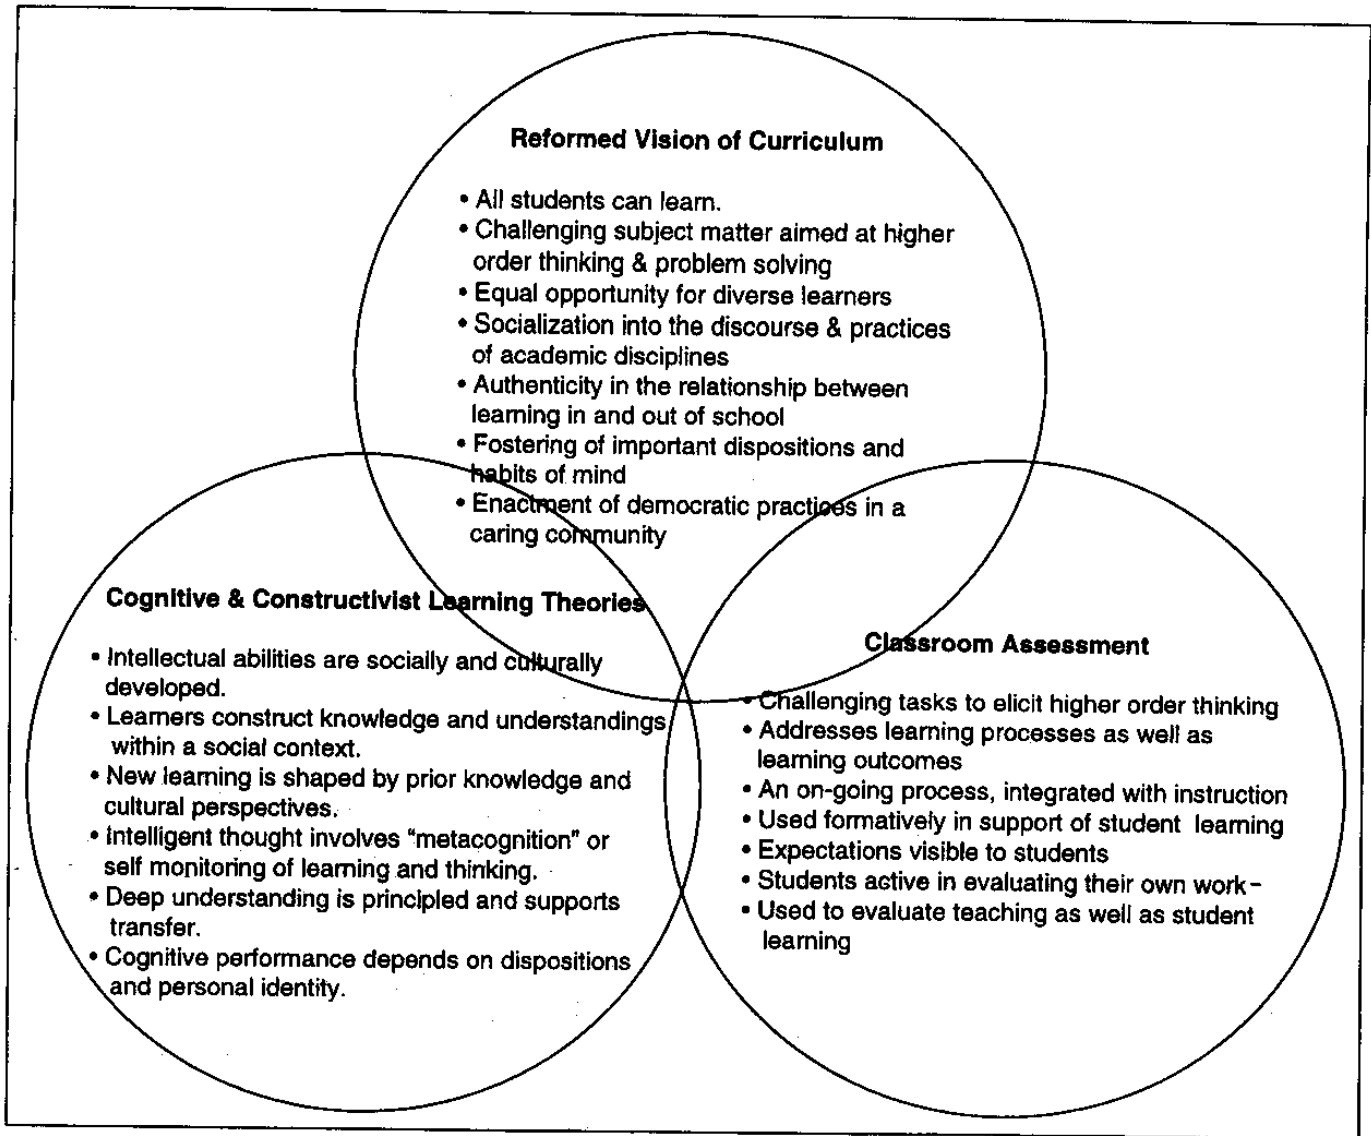 Reformed Vision of Curriculum
• All students can learn.
• Challenging subject matter aimed at higher
order thinking & problem solving
• Equal opportunity for diverse learners
• Socialization into the discourse & practices
of academic disciplines
• Authenticity in the relationship between
learning in and out of school
• Fostering of important dispositions and
habits of mind
• Enactment of democratic practices in a
caring community
Cognitive & Constructivist Learning Theories
• Intellectual abilities are socially and culturally
developed.
• Learners construct knowledge and understandings
within a social context.
• New learning is shaped by prior knowledge and
cultural perspectives.
• Intelligent thought involves "metacognition" or
self monitoring of learning and thinking.
• Deep understanding is principled and supports
transfer.
• Cognitive performance depends on dispositions
and personal identity.
Classroom Assessment
• Challenging tasks to elicit higher order thinking
• Addresses learning processes as well as
learning outcomes
• An on-going process, integrated with instruction
• Used formatively in support of student learning
• Expectations visible to students
• Students active in evaluating their own work-
• Used to evaluate teaching as well as student
learning